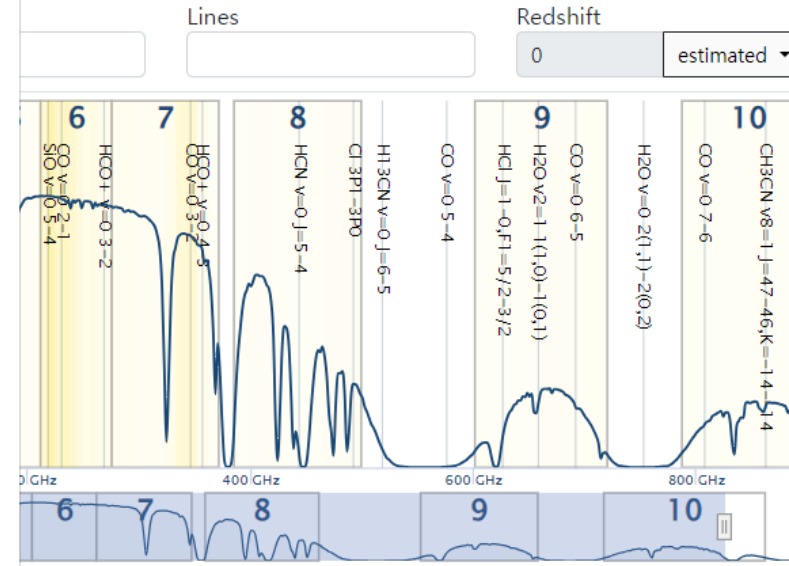 Lines
Redshift
0
estimated
6
7
8
9
10
SiO v=0 5-4
CO v=0 2-1
HCO+ v=0 3-2
CO v=0 3-2
HCN v=0 J=5-4
CI 3P1-3P0
H13CN v=0 J=6-5
CO v=0 5-4
HCl J=1-0,F1=5/2-3/2
H2O v2=1 1(1,0)-1(0,1)
CO v=0 6-5
H2O v=0 2(1,1)-2(0,2)
CO v=0 7-6
CH3CN v8=1 J=47-46,K=-14-14
0 GHz
400 GHz
600 GHz
800 GHz
6
7
8
9
10